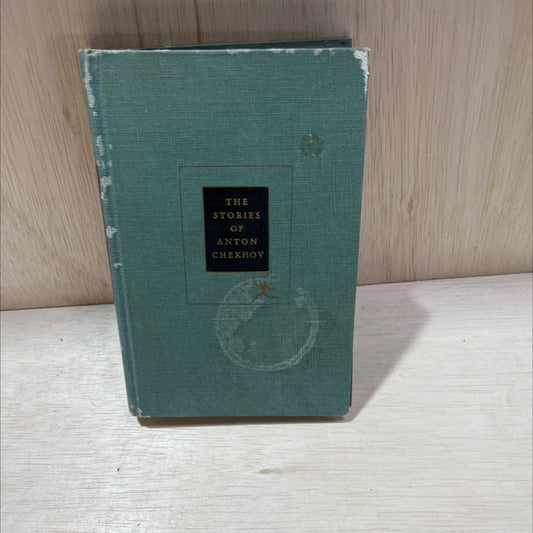 THE
STORIES
OF
ANTON
CHEKHOV